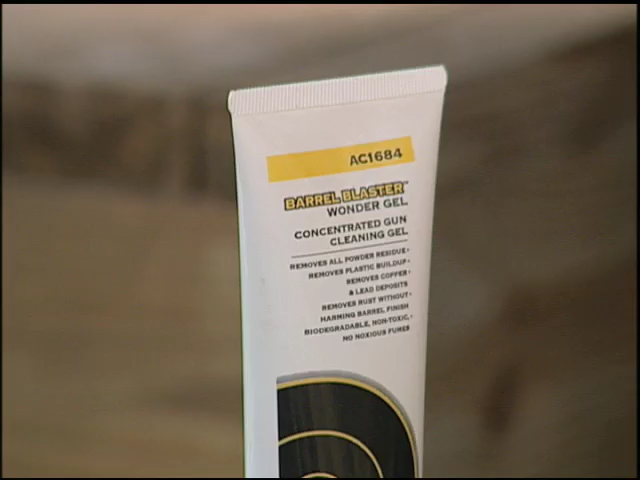 AC1684
BARREL BLASTER™
WONDER GEL
CONCENTRATED GUN
CLEANING GEL
REMOVES ALL POWDER RESIDUE•
REMOVES PLASTIC BUILDUP•
REMOVES COPPER•
& LEAD DEPOSITS
REMOVES RUST WITHOUT•
HARMING BARREL FINISH
BIODEGRADABLE, NON-TOXIC,•
NO NOXIOUS FUMES